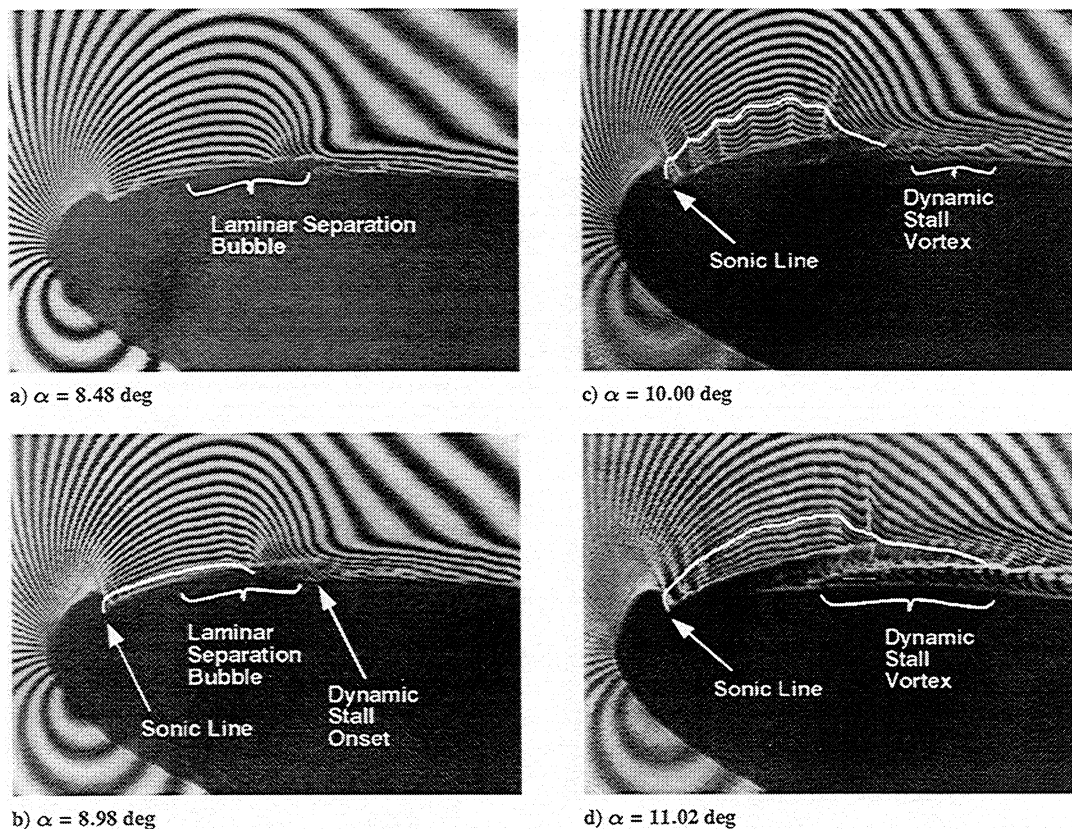 Laminar Separation
Bubble
a) α = 8.48 deg
Laminar
Separation
Bubble
Sonic Line
Dynamic
Stall
Onset
b) α = 8.98 deg
Dynamic
Stall
Vortex
Sonic Line
c) α = 10.00 deg
Dynamic
Stall
Vortex
Sonic Line
d) α = 11.02 deg